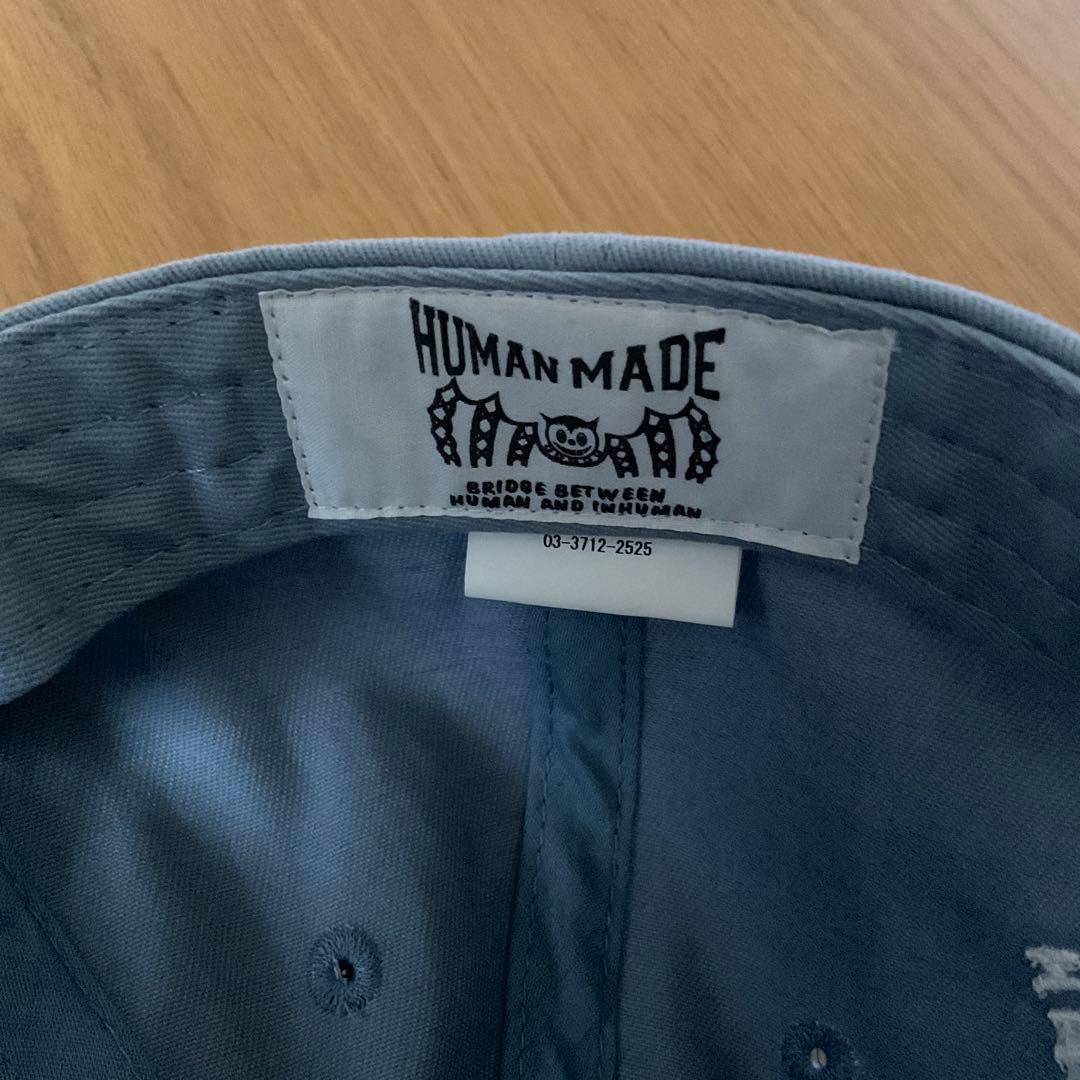 HUMAN MADE
BRIDGE BETWEEN
HUMAN AND INHUMAN
03-3712-2525